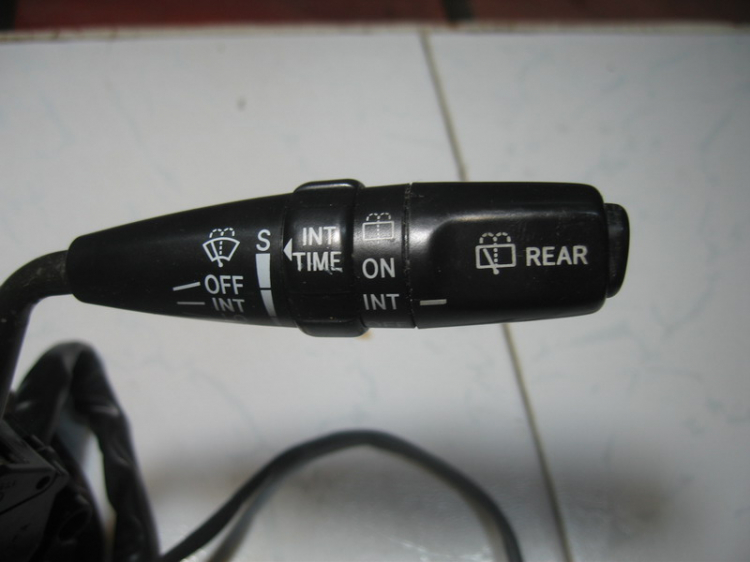 S
OFF
INT
INT
TIME
ON
INT
REAR